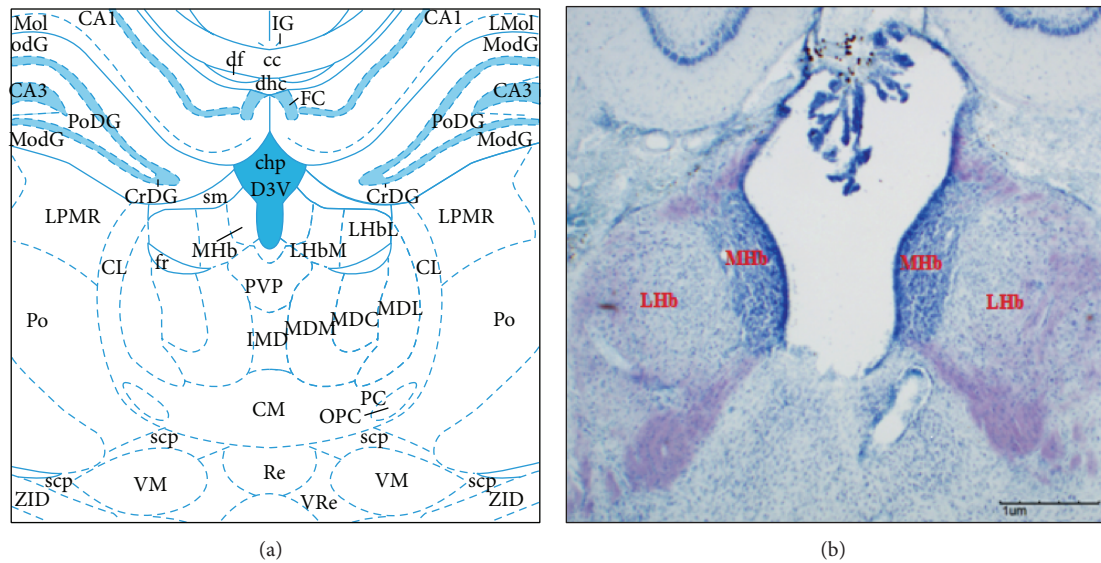 Mol CA1 IG CA1 LMol
odG df cc ModG
dhc
CA3 FC CA3
PoDG PoDG
ModG ModG
chp
CrDG sm D3V CrDG
LPMR LHbL LPMR
MHb LHbM
CL fr CL
PVP
Po MDL Po
MDM MDC
IMD
PC
CM OPC
scp scp
Re
scp VM VM scp
ZID VRe ZID
(a)
MHb MHb
LHb LHb
1um
(b)